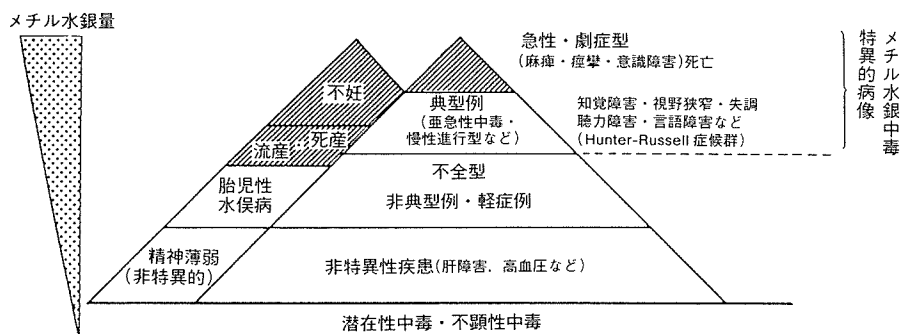 メチル水銀量
急性・劇症型
(麻痺・痙攣・意識障害)死亡
メチル水銀中毒
特異的病像
不妊
典型例
(亜急性中毒・
慢性進行型など)
知覚障害・視野狭窄・失調
聴力障害・言語障害など
(Hunter-Russell 症候群)
流産
死産
不全型
非典型例・軽症例
胎児性
水俣病
精神薄弱
(非特異的)
非特異性疾患(肝障害, 高血圧など)
潜在性中毒・不顕性中毒